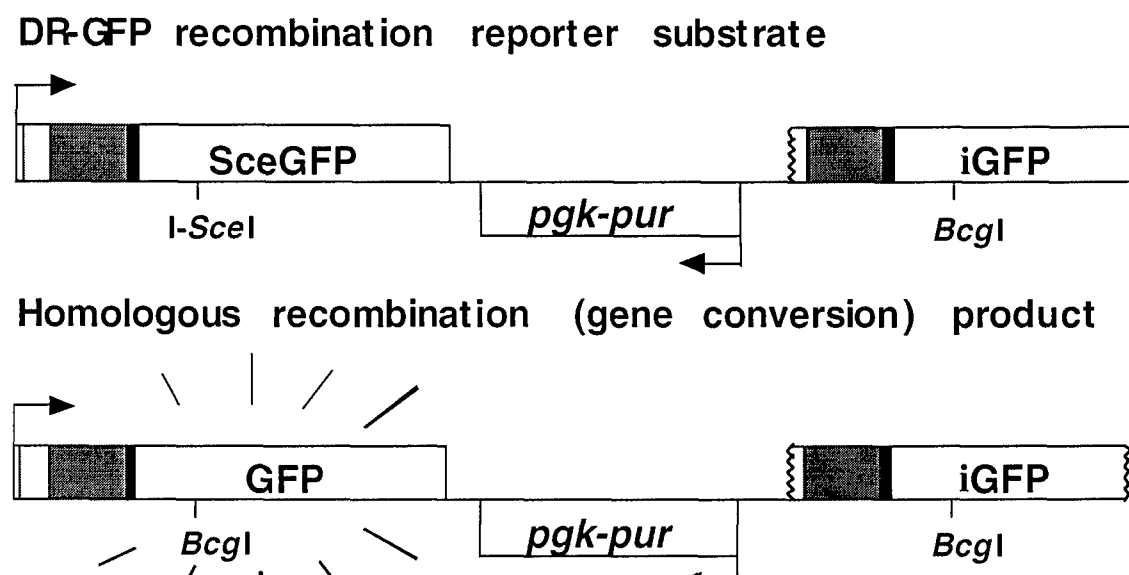 DR-GFP recombination reporter substrate
SceGFP
iGFP
pgk-pur
I-SceI
BcgI
Homologous recombination (gene conversion) product
GFP
iGFP
BcgI
pgk-pur
BcgI